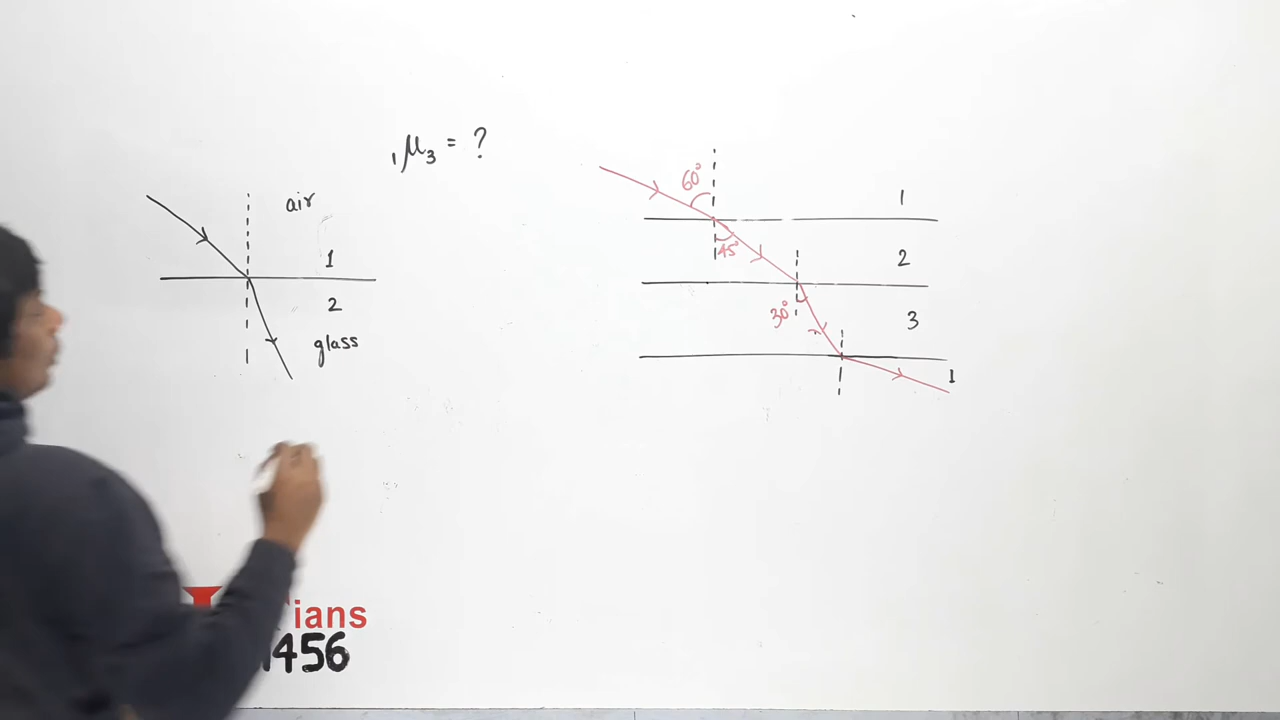 ₁μ₃ = ?
air
1
2
glass
60°
1
45°
2
30°
3
r
1
ians
456